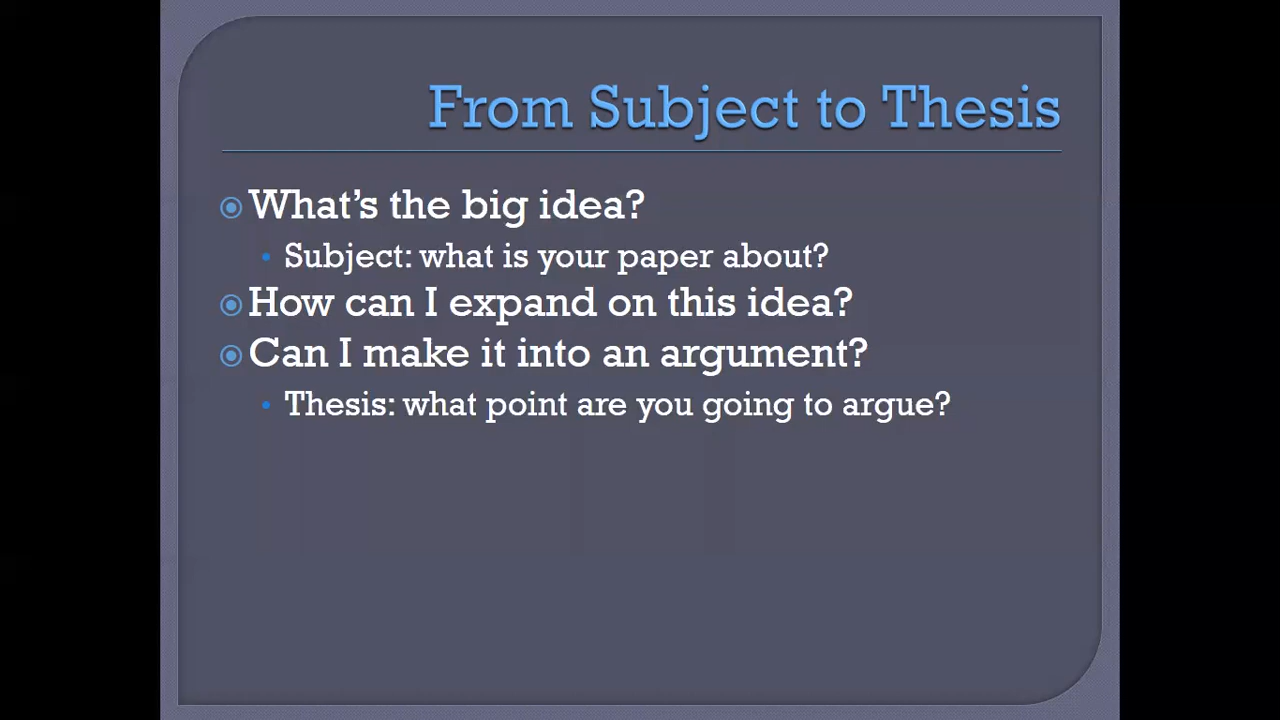 From Subject to Thesis
What's the big idea?
Subject: what is your paper about?
How can I expand on this idea?
Can I make it into an argument?
Thesis: what point are you going to argue?